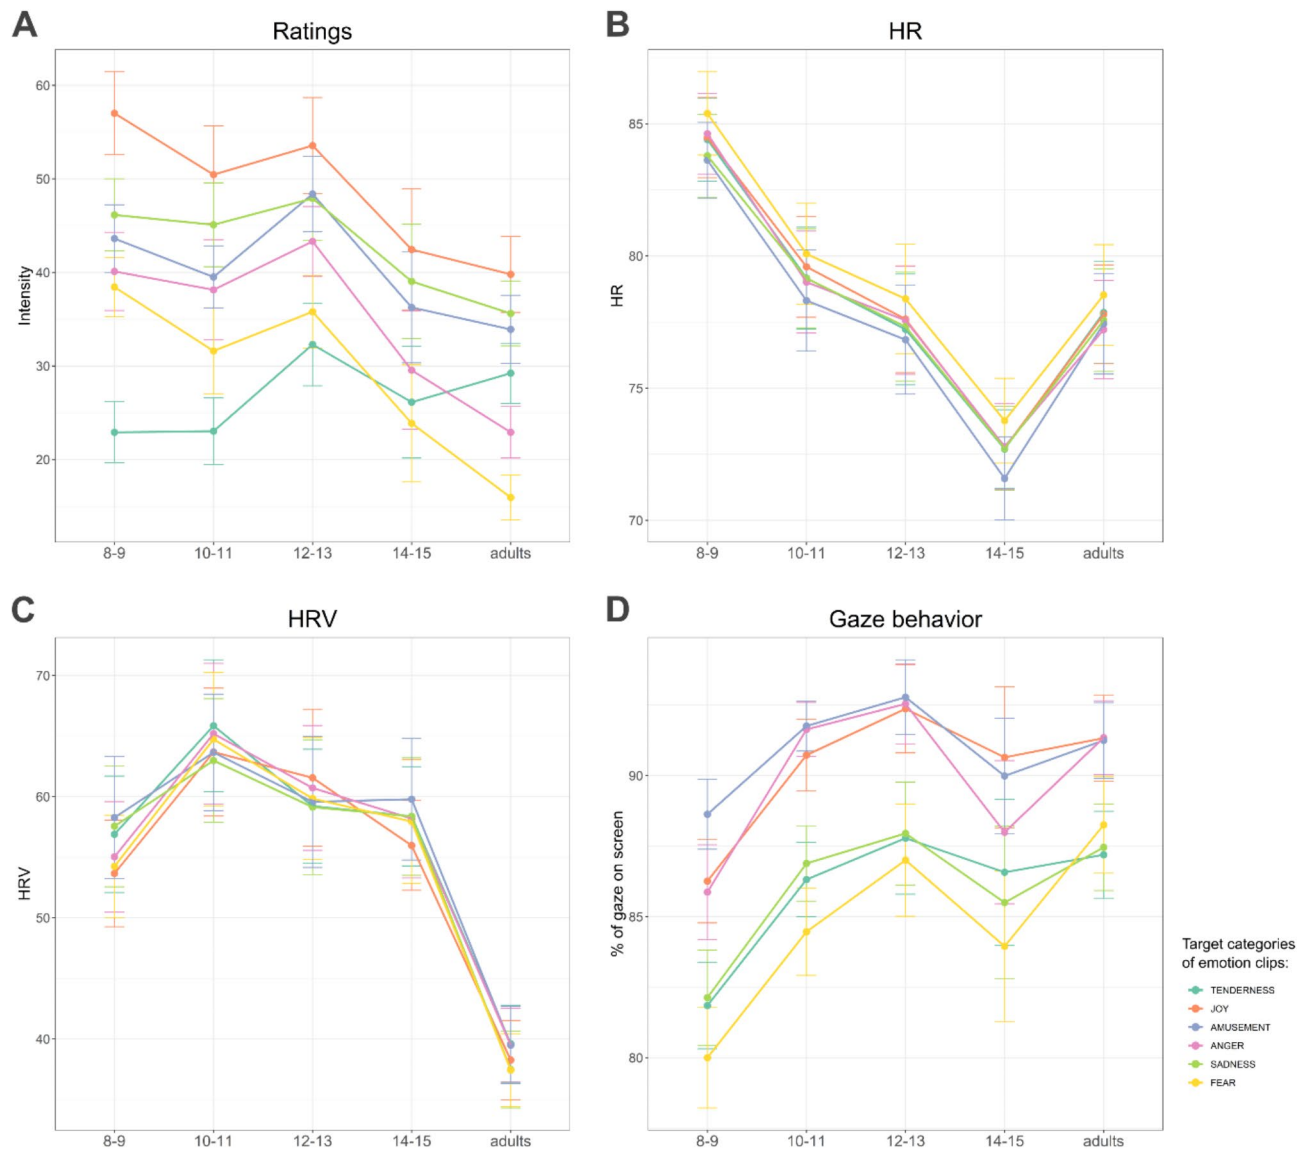 A
Ratings
Intensity
60
50
40
30
20
8-9
10-11
12-13
14-15
adults
B
HR
HR
85
80
75
70
8-9
10-11
12-13
14-15
adults
C
HRV
HRV
70
60
50
40
8-9
10-11
12-13
14-15
adults
D
Gaze behavior
% of gaze on screen
90
85
80
8-9
10-11
12-13
14-15
adults
Target categories
of emotion clips:
TENDERNESS
JOY
AMUSEMENT
ANGER
SADNESS
FEAR